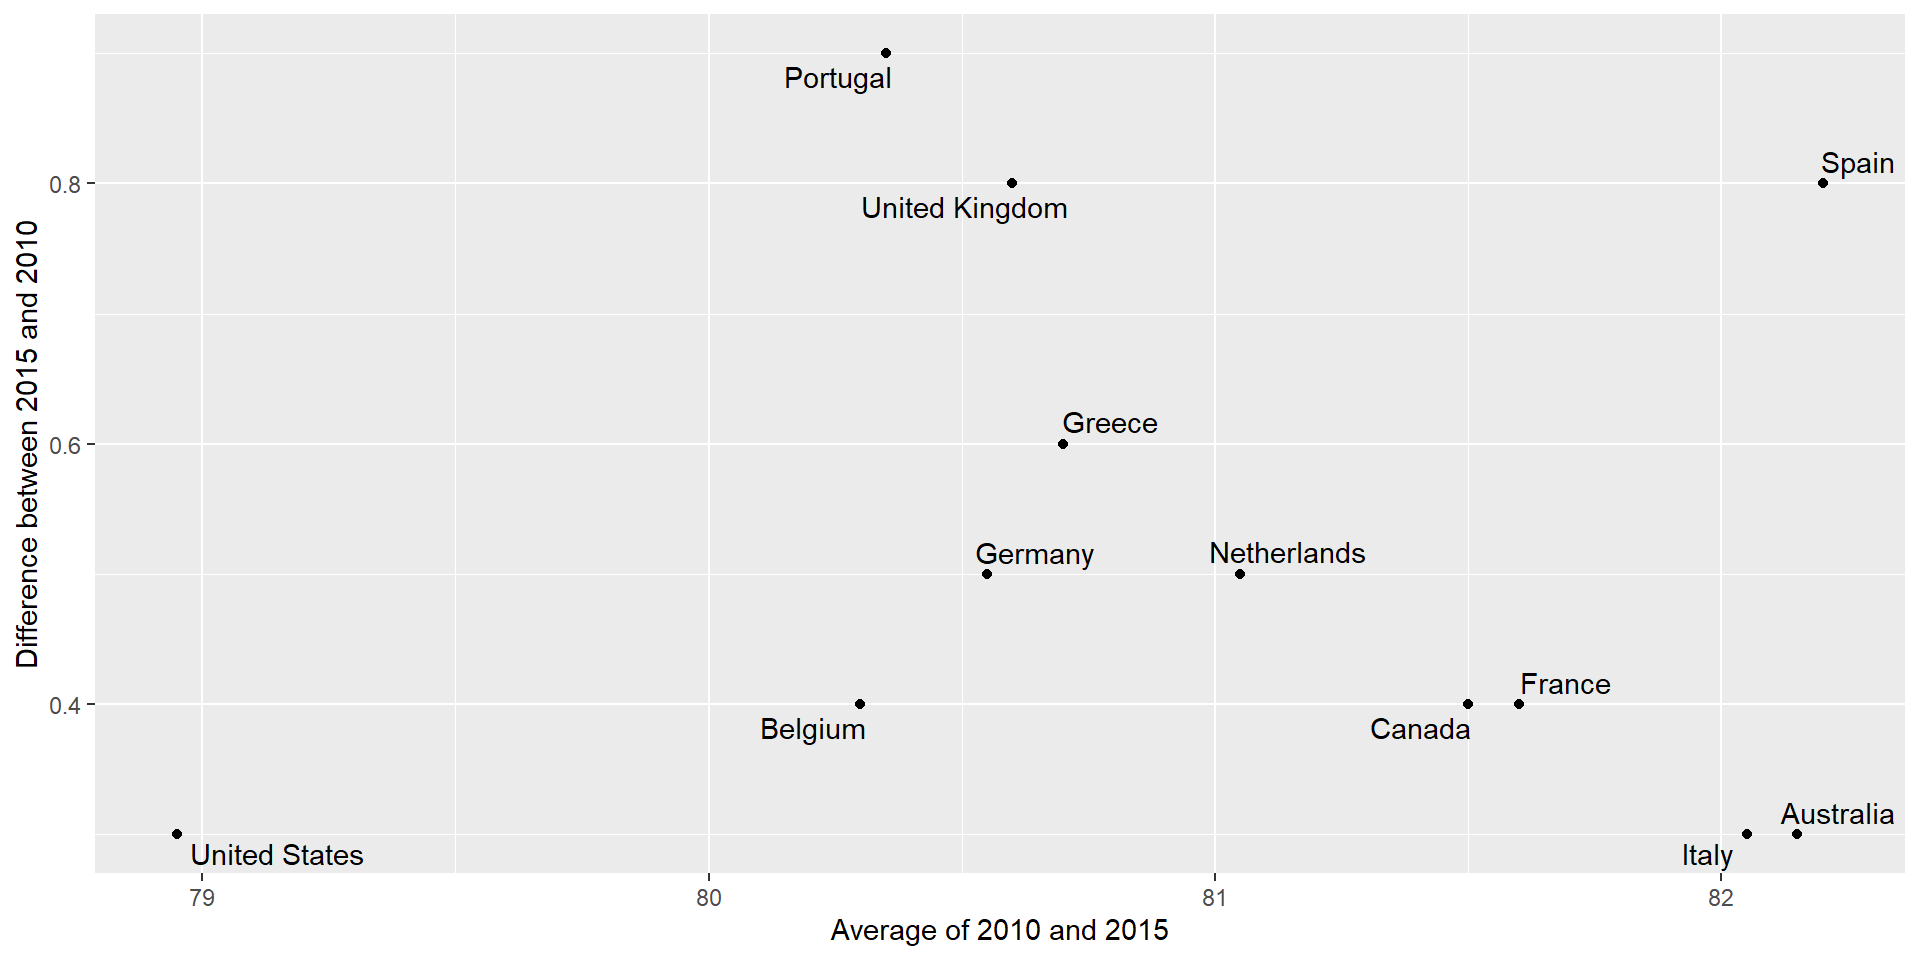 Portugal
Spain
0.8
United Kingdom
Difference between 2015 and 2010
Greece
0.6
Germany
Netherlands
France
0.4
Belgium
Canada
Australia
United States
Italy
79
80
81
82
Average of 2010 and 2015